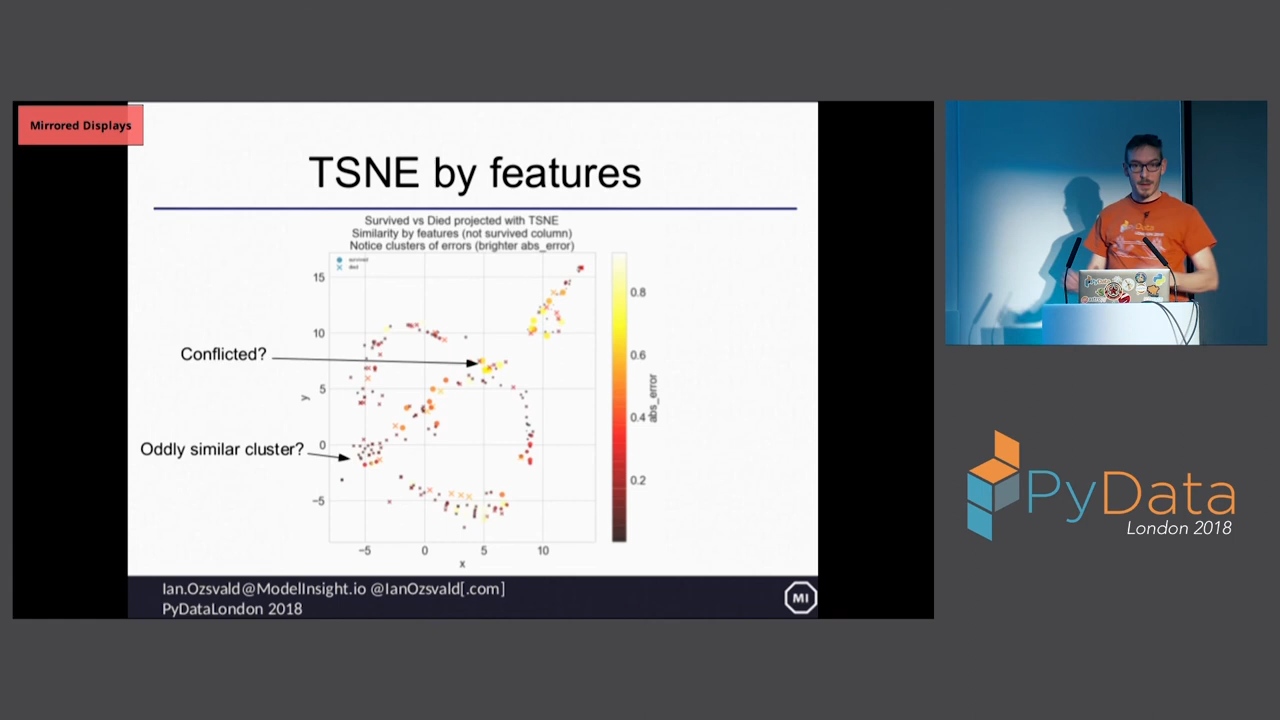 Mirrored Displays
TSNE by features
Survived vs Died projected with TSNE
Similarity by features (not survived column)
Notice clusters of errors (brighter abs_error)
survived
died
15
10
5
0
−5
y
−5
0
5
10
x
0.8
0.6
0.4
0.2
abs_error
Conflicted?
Oddly similar cluster?
Ian.Ozsvald@ModelInsight.io @IanOzsvald[.com]
PyDataLondon 2018
MI
PyData
PyData
London 2018